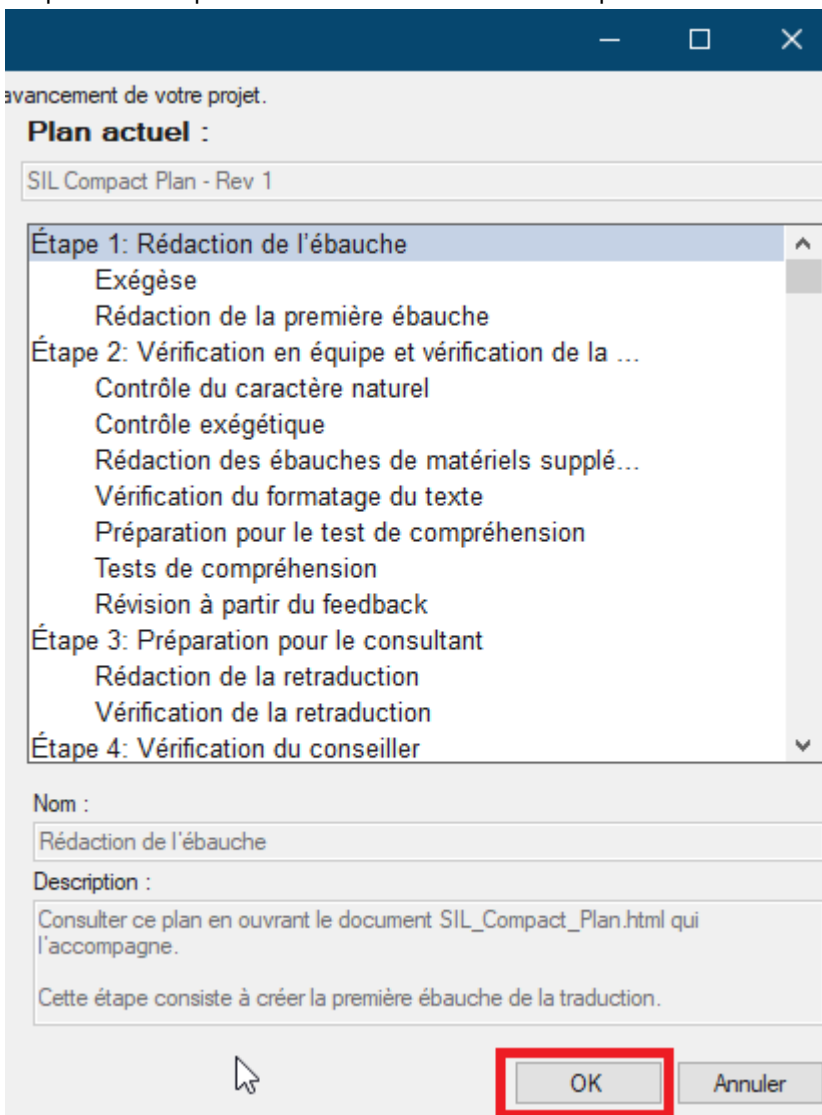 avancement de votre projet.
Plan actuel :
SIL Compact Plan - Rev 1
Étape 1: Rédaction de l'ébauche
Exégèse
Rédaction de la première ébauche
Étape 2: Vérification en équipe et vérification de la ...
Contrôle du caractère naturel
Contrôle exégétique
Rédaction des ébauches de matériels supplé...
Vérification du formatage du texte
Préparation pour le test de compréhension
Tests de compréhension
Révision à partir du feedback
Étape 3: Préparation pour le consultant
Rédaction de la retraduction
Vérification de la retraduction
Étape 4: Vérification du conseiller
Nom :
Rédaction de l'ébauche
Description :
Consulter ce plan en ouvrant le document SIL_Compact_Plan.html qui
l'accompagne.
Cette étape consiste à créer la première ébauche de la traduction.
OK
Annuler